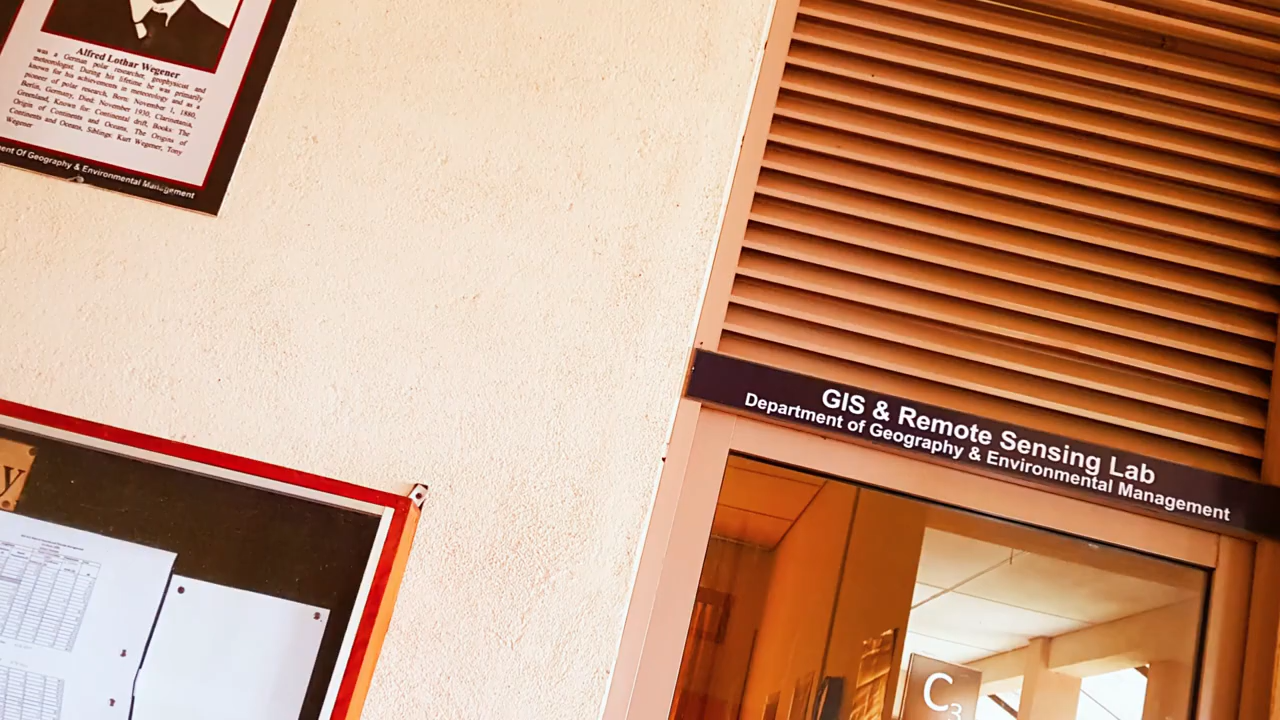 Alfred Lothar Wegener
was a German polar researcher, geophysicist and
meteorologist. During his lifetime he was primarily
known for his achievements in meteorology and as a
pioneer of polar research, Born: November 1, 1880,
Berlin, Germany, Died: November 1930, Clarinetania,
Greenland, Known for: Continental drift, Books: The
Origin of Continents and Oceans, The Origins of
Continents and Oceans, Siblings: Kurt Wegener, Tony
Wegener
ent Of Geography & Environmental Management
GIS & Remote Sensing Lab
Department of Geography & Environmental Management
y
C3